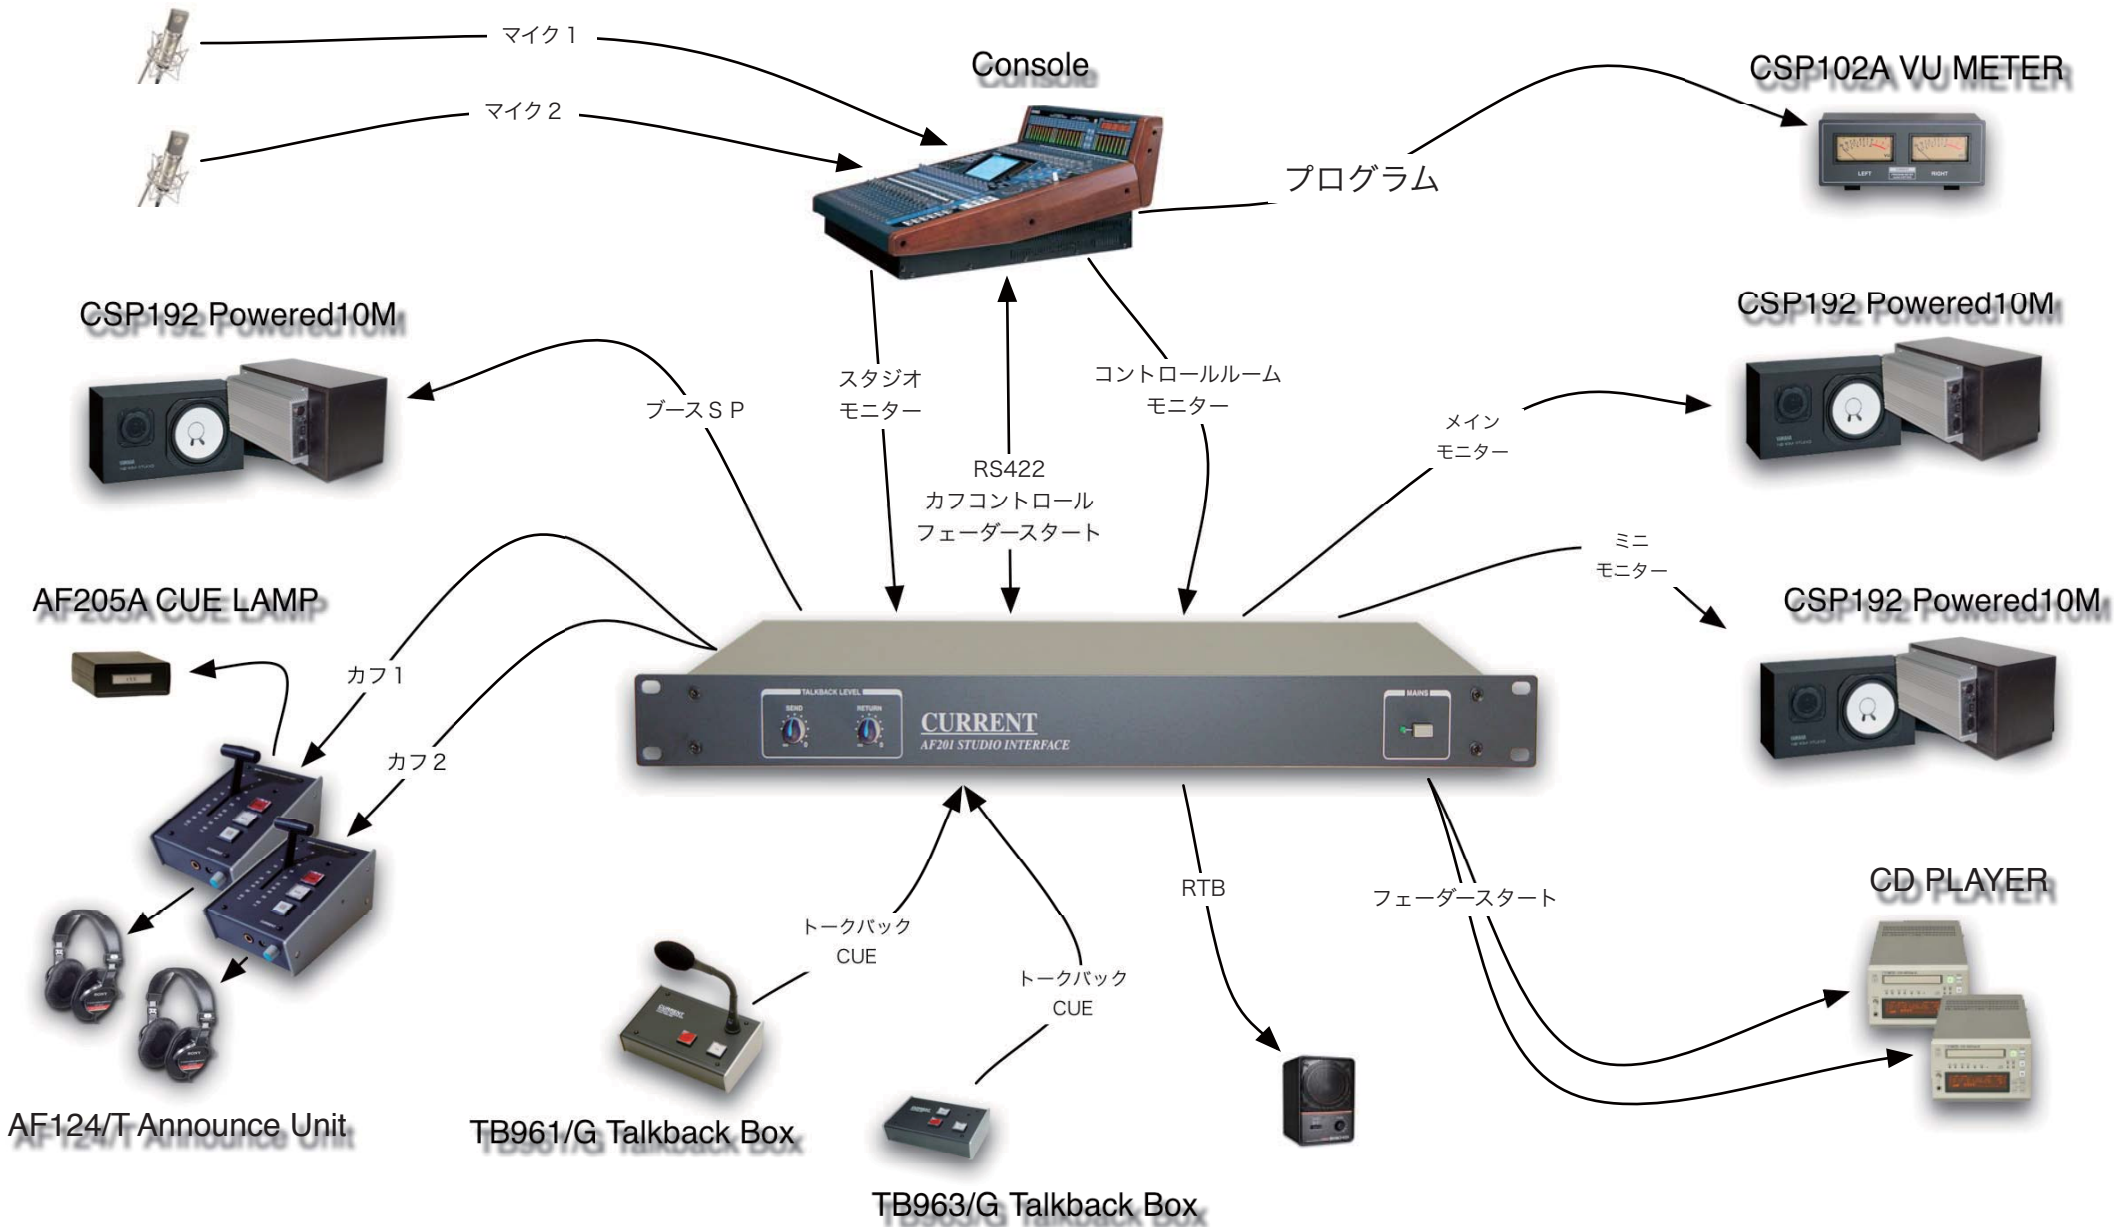 マイク1
Console
CSP102A VU METER
マイク2
プログラム
LEFT
RIGHT
CSP192 Powered10M
CSP192 Powered10M
スタジオ
モニター
コントロールルーム
モニター
ブースSP
メイン
モニター
RS422
カフコントロール
フェーダースタート
ミニ
モニター
AF205A CUE LAMP
CSP192 Powered10M
カフ1
カフ2
TALKBACK LEVEL
SEND
RETURN
MAINS
CURRENT
AF201 STUDIO INTERFACE
RTB
フェーダースタート
CD PLAYER
トークバック
CUE
トークバック
CUE
AF124/T Announce Unit
TB961/G Talkback Box
TB963/G Talkback Box